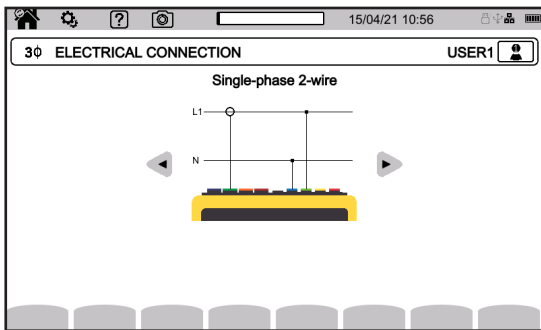 ? 15/04/21 10:56
3Φ ELECTRICAL CONNECTION USER1
Single-phase 2-wire
L1
N